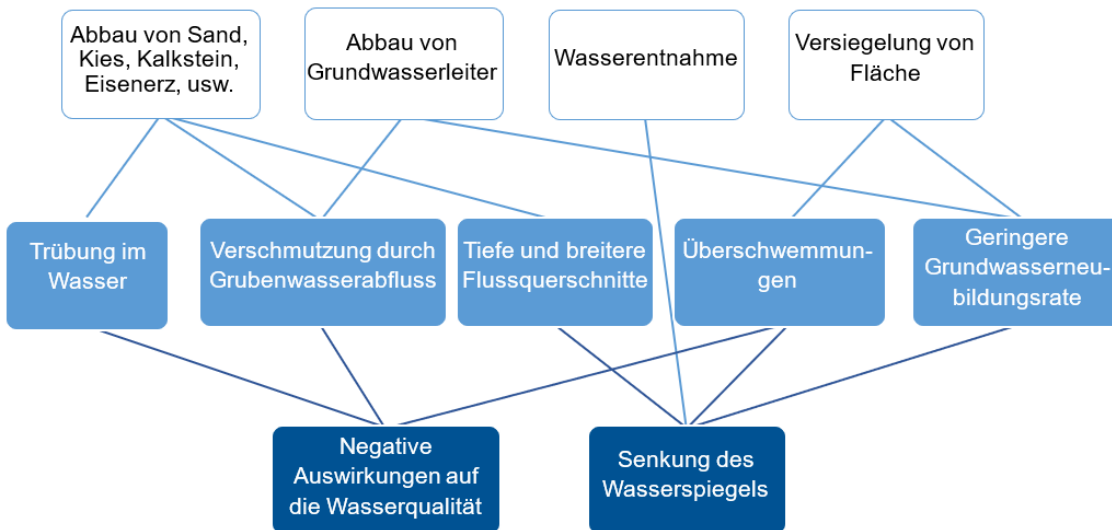 Abbau von Sand,
Kies, Kalkstein,
Eisenerz, usw.
Abbau von
Grundwasserleiter
Wasserentnahme
Versiegelung von
Fläche
Trübung im
Wasser
Verschmutzung durch
Grubenwasserabfluss
Tiefe und breitere
Flussquerschnitte
Überschwemmun-
gen
Geringere
Grundwasserneu-
bildungsrate
Negative
Auswirkungen auf
die Wasserqualität
Senkung des
Wasserspiegels